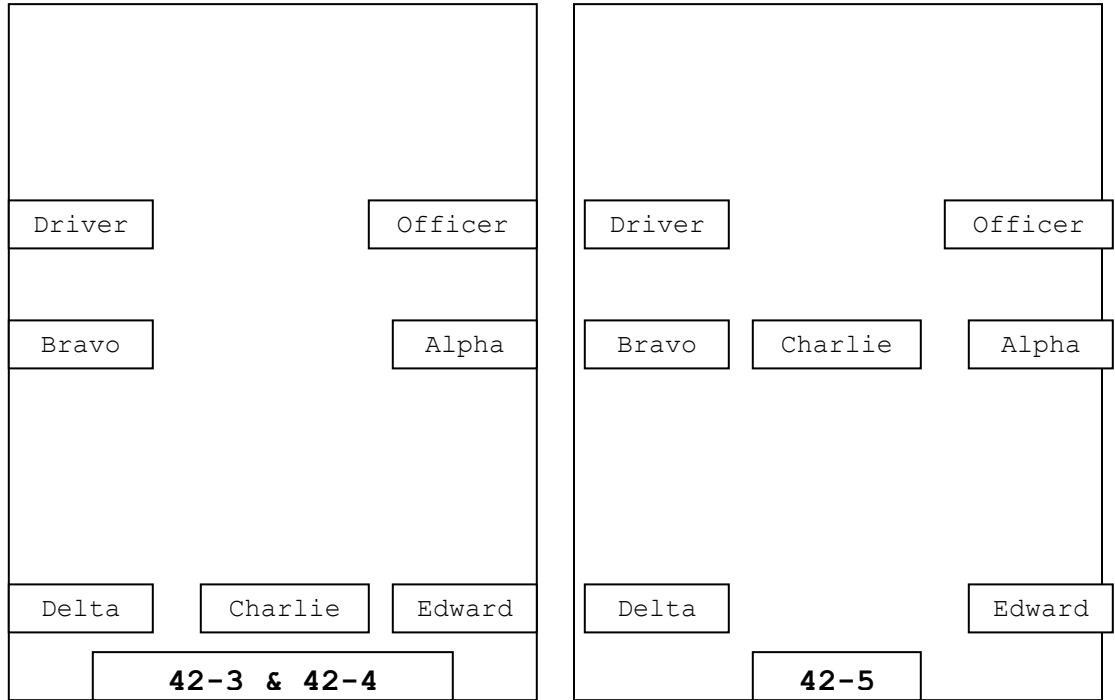 Driver Officer
Bravo Alpha
Delta Charlie Edward
42-3 & 42-4
Driver Officer
Bravo Charlie Alpha
Delta Edward
42-5